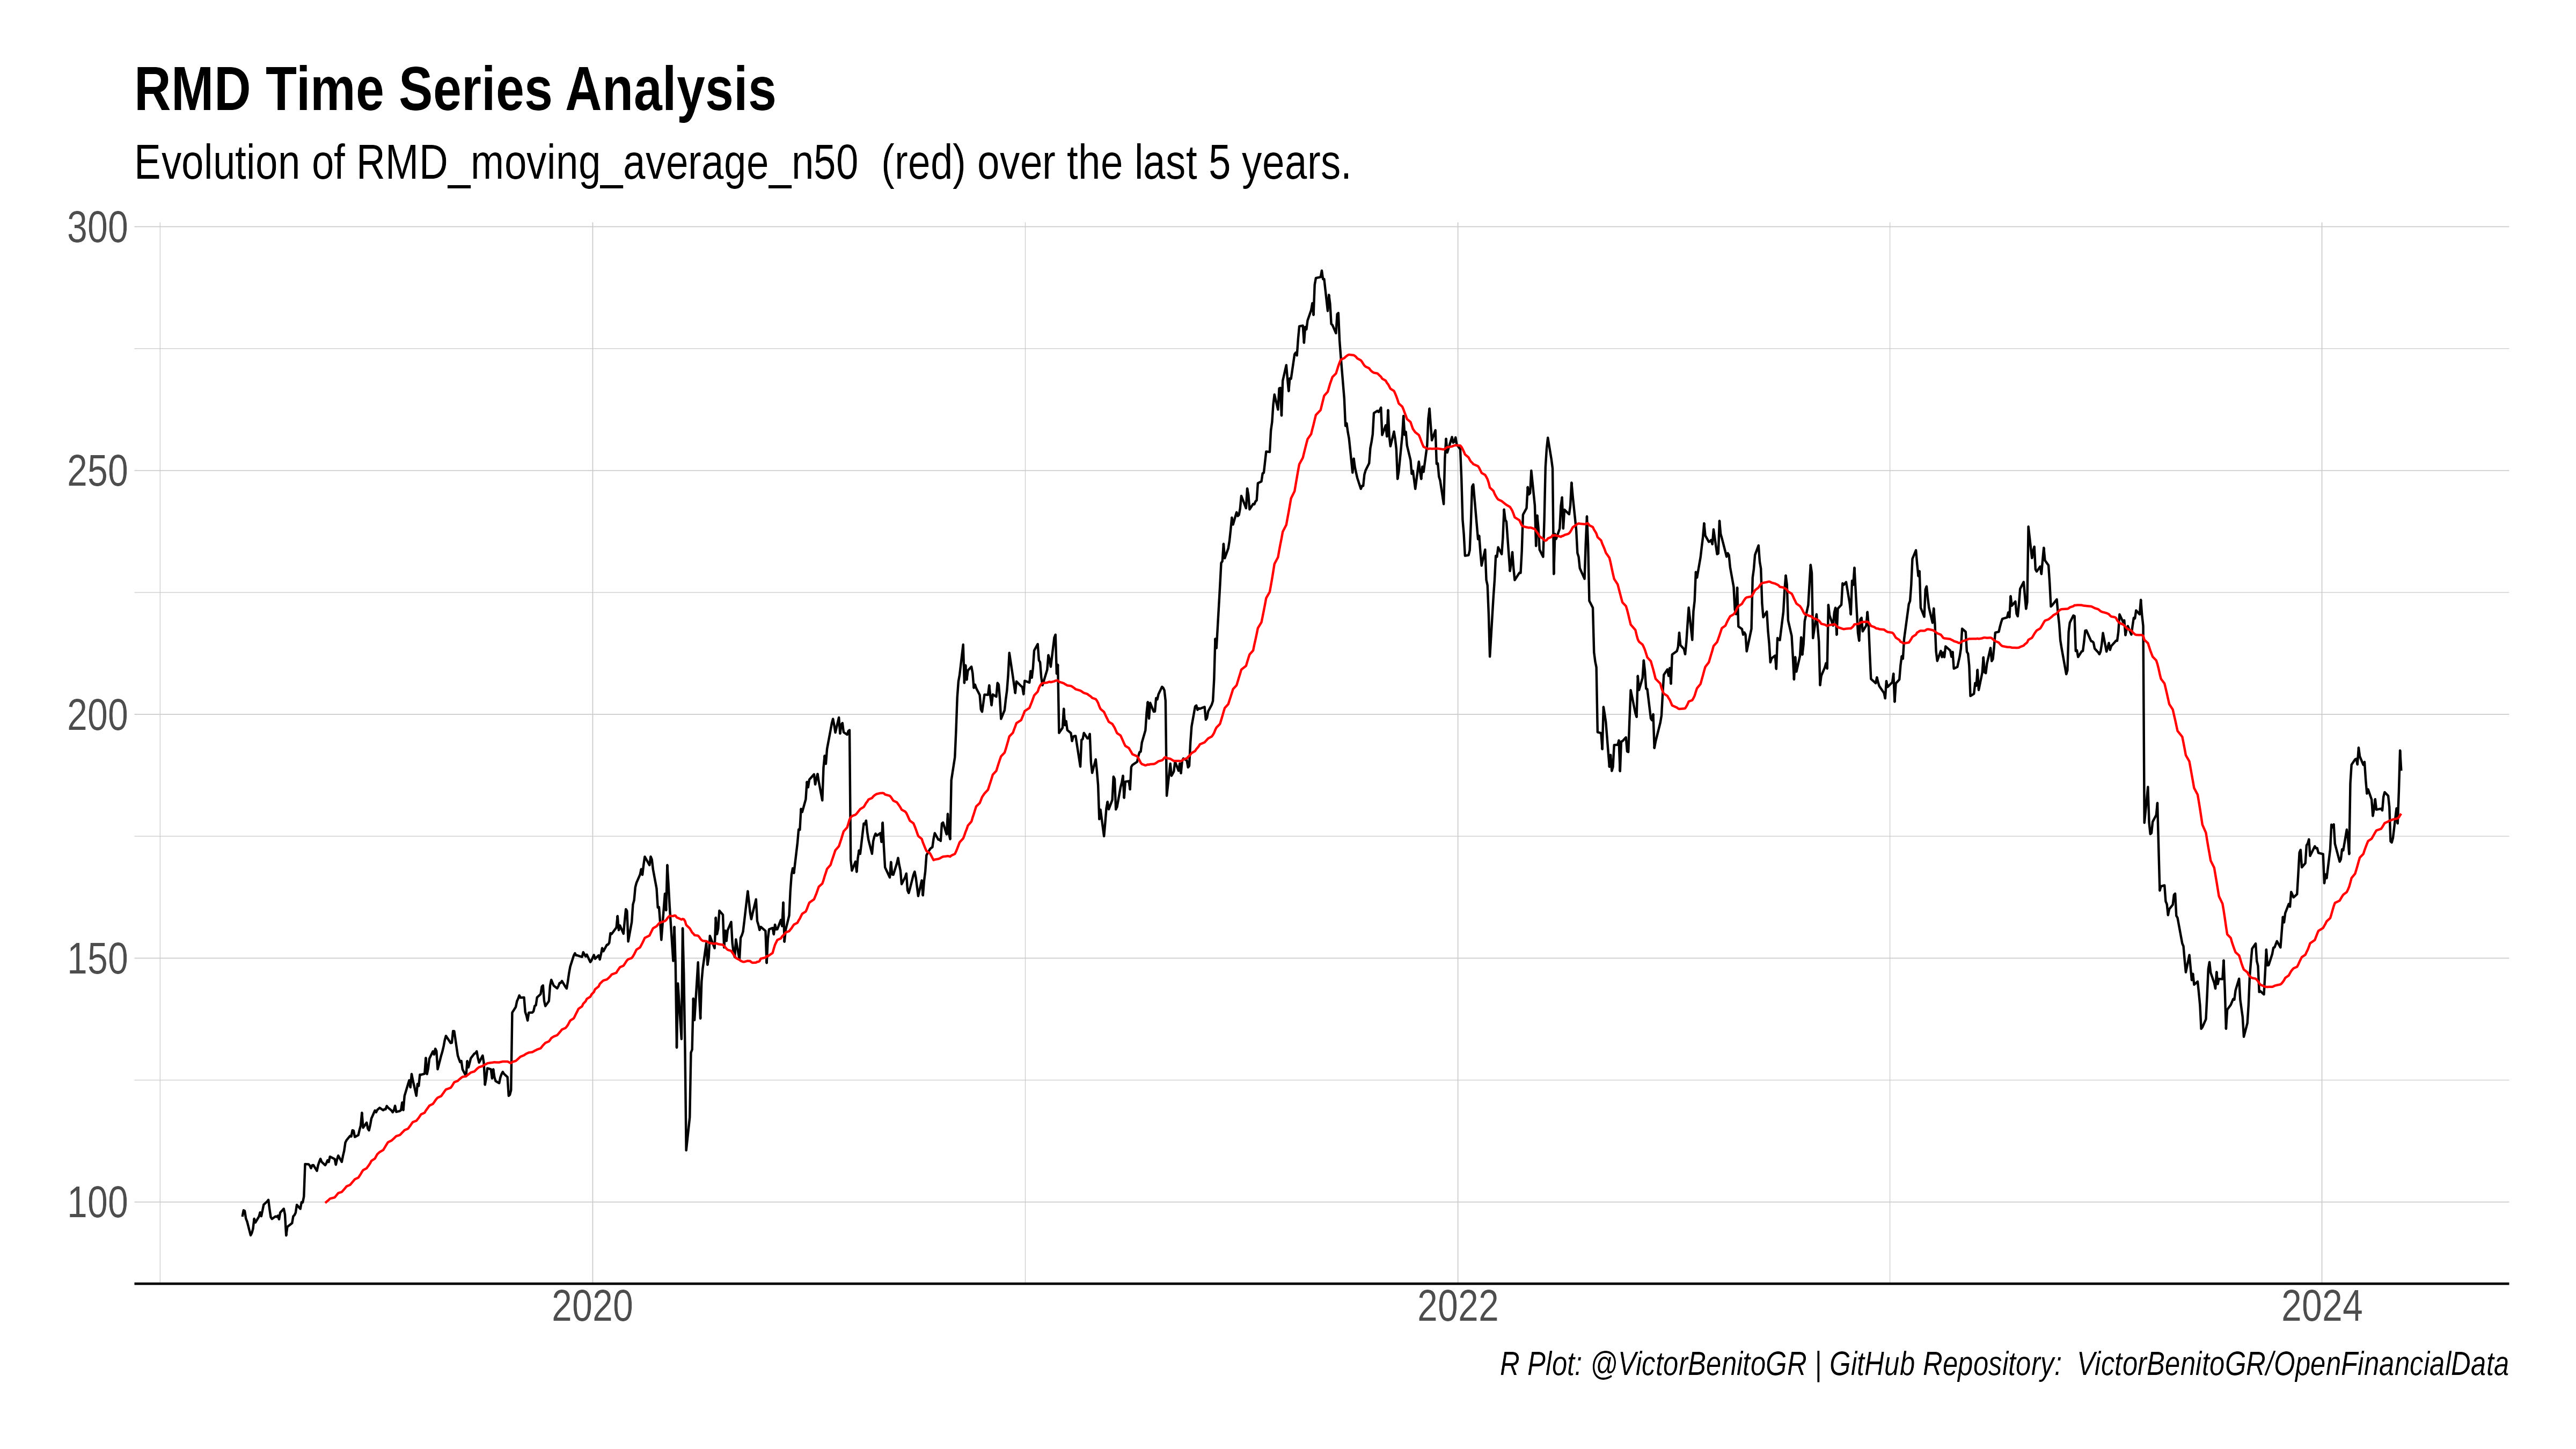 RMD Time Series Analysis
Evolution of RMD_moving_average_n50  (red) over the last 5 years.
300
250
200
150
100
2020 2022 2024
R Plot: @VictorBenitoGR | GitHub Repository:  VictorBenitoGR/OpenFinancialData